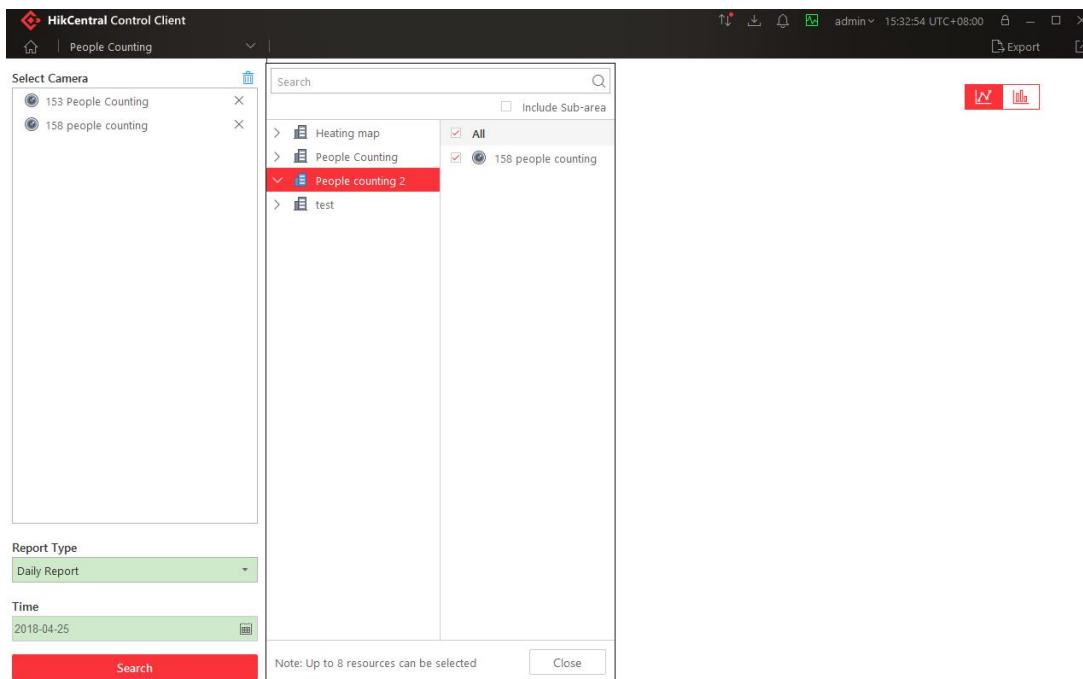 HikCentral Control Client
admin
15:32:54 UTC+08:00
People Counting
Export
Select Camera
153 People Counting
158 people counting
Report Type
Daily Report
Time
2018-04-25
Search
Search
Include Sub-area
Heating map
People Counting
People counting 2
test
All
158 people counting
Note: Up to 8 resources can be selected
Close